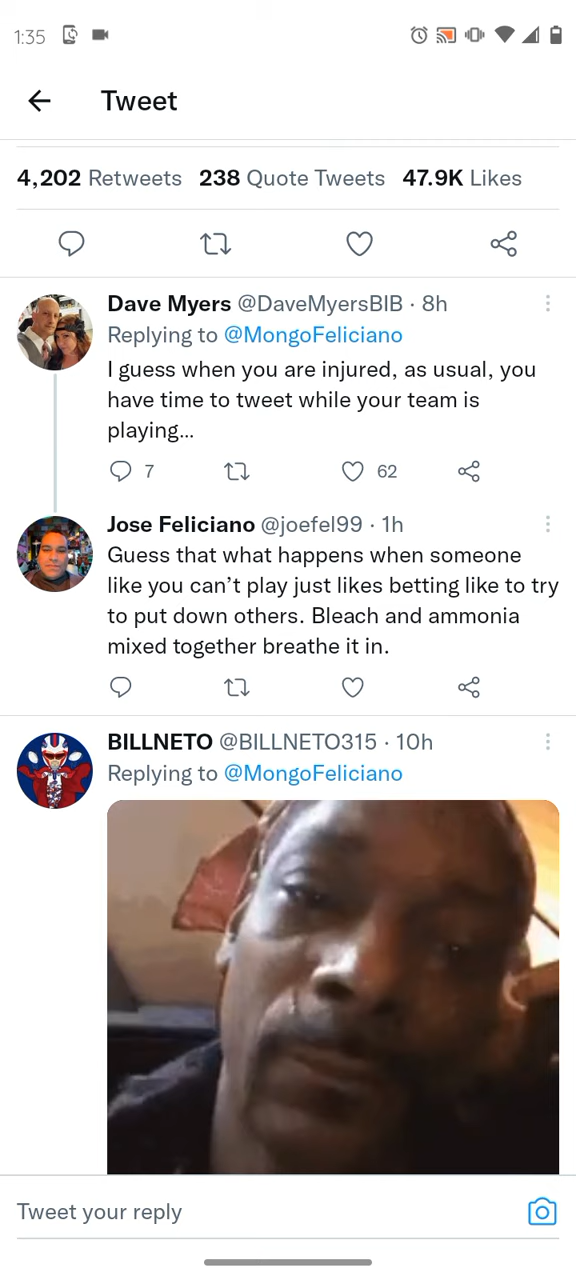 1:35
Tweet
4,202 Retweets 238 Quote Tweets 47.9K Likes
Dave Myers @DaveMyersBIB · 8h
Replying to @MongoFeliciano
I guess when you are injured, as usual, you
have time to tweet while your team is
playing...
7 62
Jose Feliciano @joefel99 · 1h
Guess that what happens when someone
like you can't play just likes betting like to try
to put down others. Bleach and ammonia
mixed together breathe it in.
BILLNETO @BILLNETO315 · 10h
Replying to @MongoFeliciano
Tweet your reply